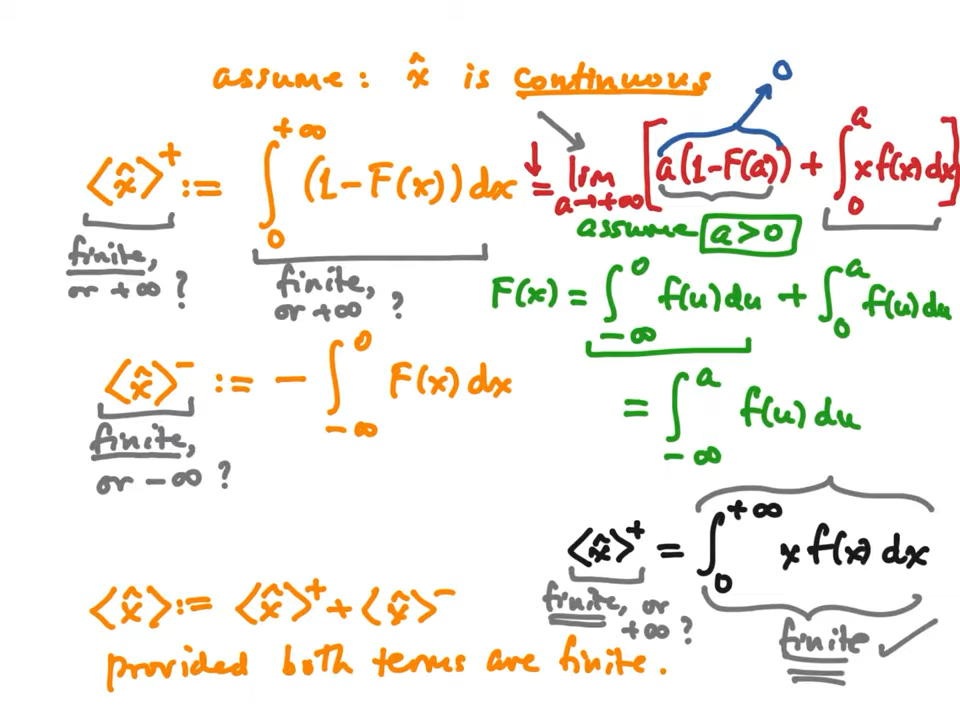 assume: x̂ is continuous
0
⟨x̂⟩⁺ := ∫₀^{+∞} (1-F(x)) dx = lim_{a→+∞} [a(1-F(a)) + ∫₀^a x f(x) dx]
assume a>0
finite, or +∞ ?
finite, or +∞ ?
F(x) = ∫_{-∞}^0 f(u) du + ∫₀^a f(u) du
⟨x̂⟩⁻ := - ∫_{-∞}^0 F(x) dx
= ∫_{-∞}^a f(u) du
finite, or -∞ ?
⟨x̂⟩⁺ = ∫₀^{+∞} x f(x) dx
finite, or +∞ ?
finite ✓
⟨x̂⟩ := ⟨x̂⟩⁺ + ⟨x̂⟩⁻
provided both terms are finite.